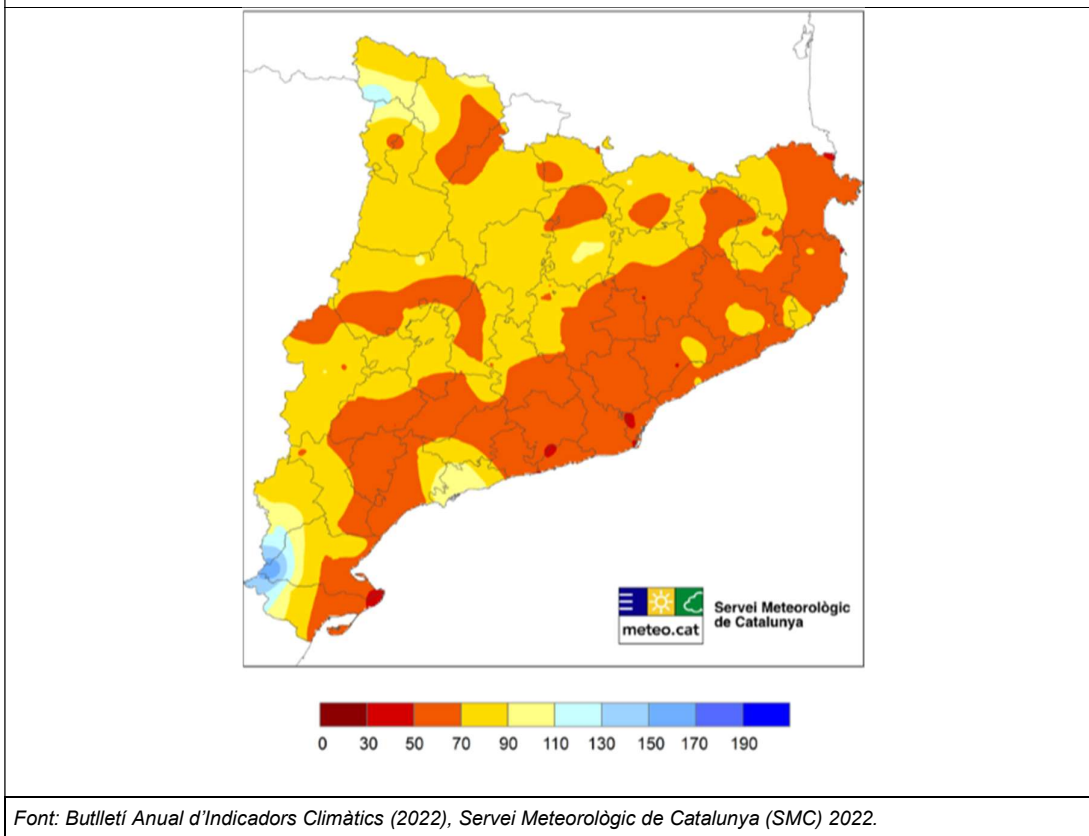 meteo.cat
Servei Meteorològic
de Catalunya
0 30 50 70 90 110 130 150 170 190
Font: Butlletí Anual d’Indicadors Climàtics (2022), Servei Meteorològic de Catalunya (SMC) 2022.